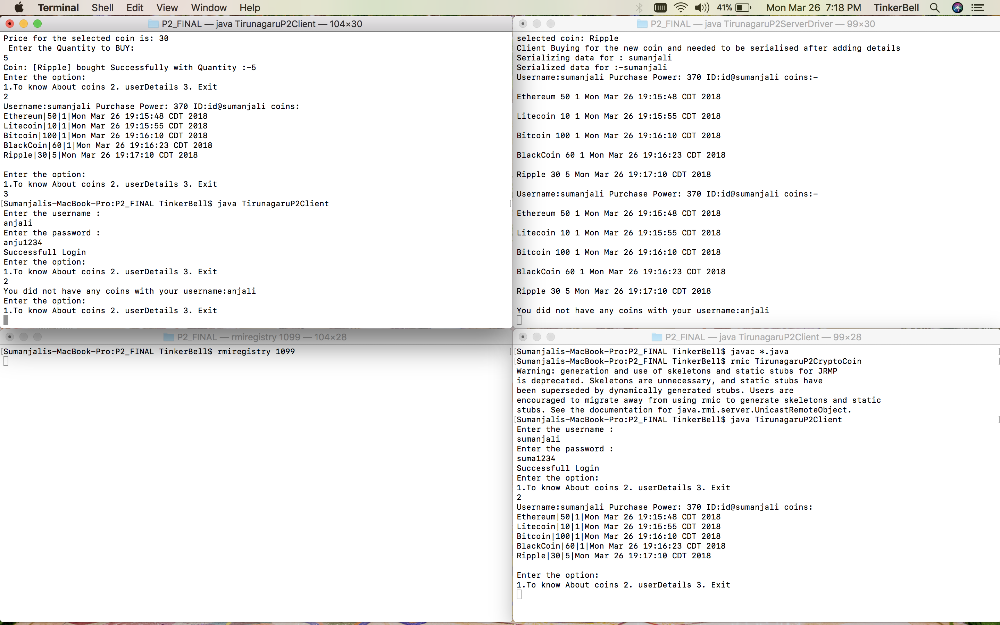 Terminal Shell Edit View Window Help 41% Mon Mar 26 7:18 PM TinkerBell
P2_FINAL — java TirunagaruP2Client — 104×30
Price for the selected coin is: 30
Enter the Quantity to BUY:
5
Coin: [Ripple] bought Successfully with Quantity :-5
Enter the option:
1.To know About coins 2. userDetails 3. Exit
2
Username:sumanjali Purchase Power: 370 ID:id@sumanjali coins:
Ethereum|50|1|Mon Mar 26 19:15:48 CDT 2018
Litecoin|10|1|Mon Mar 26 19:15:55 CDT 2018
Bitcoin|100|1|Mon Mar 26 19:16:10 CDT 2018
BlackCoin|60|1|Mon Mar 26 19:16:23 CDT 2018
Ripple|30|5|Mon Mar 26 19:17:10 CDT 2018
Enter the option:
1.To know About coins 2. userDetails 3. Exit
3
[Sumanjalis-MacBook-Pro:P2_FINAL TinkerBell$ java TirunagaruP2Client ]
Enter the username :
anjali
Enter the password :
anju1234
Successfull Login
Enter the option:
1.To know About coins 2. userDetails 3. Exit
2
You did not have any coins with your username:anjali
Enter the option:
1.To know About coins 2. userDetails 3. Exit
P2_FINAL — java TirunagaruP2ServerDriver — 99×30
selected coin: Ripple
Client Buying for the new coin and needed to be serialised after adding details
Serializing data for : sumanjali
Serialized data for :-sumanjali
Username:sumanjali Purchase Power: 370 ID:id@sumanjali coins:-
Ethereum 50 1 Mon Mar 26 19:15:48 CDT 2018
Litecoin 10 1 Mon Mar 26 19:15:55 CDT 2018
Bitcoin 100 1 Mon Mar 26 19:16:10 CDT 2018
BlackCoin 60 1 Mon Mar 26 19:16:23 CDT 2018
Ripple 30 5 Mon Mar 26 19:17:10 CDT 2018
Username:sumanjali Purchase Power: 370 ID:id@sumanjali coins:-
Ethereum 50 1 Mon Mar 26 19:15:48 CDT 2018
Litecoin 10 1 Mon Mar 26 19:15:55 CDT 2018
Bitcoin 100 1 Mon Mar 26 19:16:10 CDT 2018
BlackCoin 60 1 Mon Mar 26 19:16:23 CDT 2018
Ripple 30 5 Mon Mar 26 19:17:10 CDT 2018
You did not have any coins with your username:anjali
P2_FINAL — rmiregistry 1099 — 104×28
[Sumanjalis-MacBook-Pro:P2_FINAL TinkerBell$ rmiregistry 1099 ]
P2_FINAL — java TirunagaruP2Client — 99×28
[Sumanjalis-MacBook-Pro:P2_FINAL TinkerBell$ javac *.java ]
[Sumanjalis-MacBook-Pro:P2_FINAL TinkerBell$ rmic TirunagaruP2CryptoCoin ]
Warning: generation and use of skeletons and static stubs for JRMP
is deprecated. Skeletons are unnecessary, and static stubs have
been superseded by dynamically generated stubs. Users are
encouraged to migrate away from using rmic to generate skeletons and static
stubs. See the documentation for java.rmi.server.UnicastRemoteObject.
[Sumanjalis-MacBook-Pro:P2_FINAL TinkerBell$ java TirunagaruP2Client ]
Enter the username :
sumanjali
Enter the password :
suma1234
Successfull Login
Enter the option:
1.To know About coins 2. userDetails 3. Exit
2
Username:sumanjali Purchase Power: 370 ID:id@sumanjali coins:
Ethereum|50|1|Mon Mar 26 19:15:48 CDT 2018
Litecoin|10|1|Mon Mar 26 19:15:55 CDT 2018
Bitcoin|100|1|Mon Mar 26 19:16:10 CDT 2018
BlackCoin|60|1|Mon Mar 26 19:16:23 CDT 2018
Ripple|30|5|Mon Mar 26 19:17:10 CDT 2018
Enter the option:
1.To know About coins 2. userDetails 3. Exit